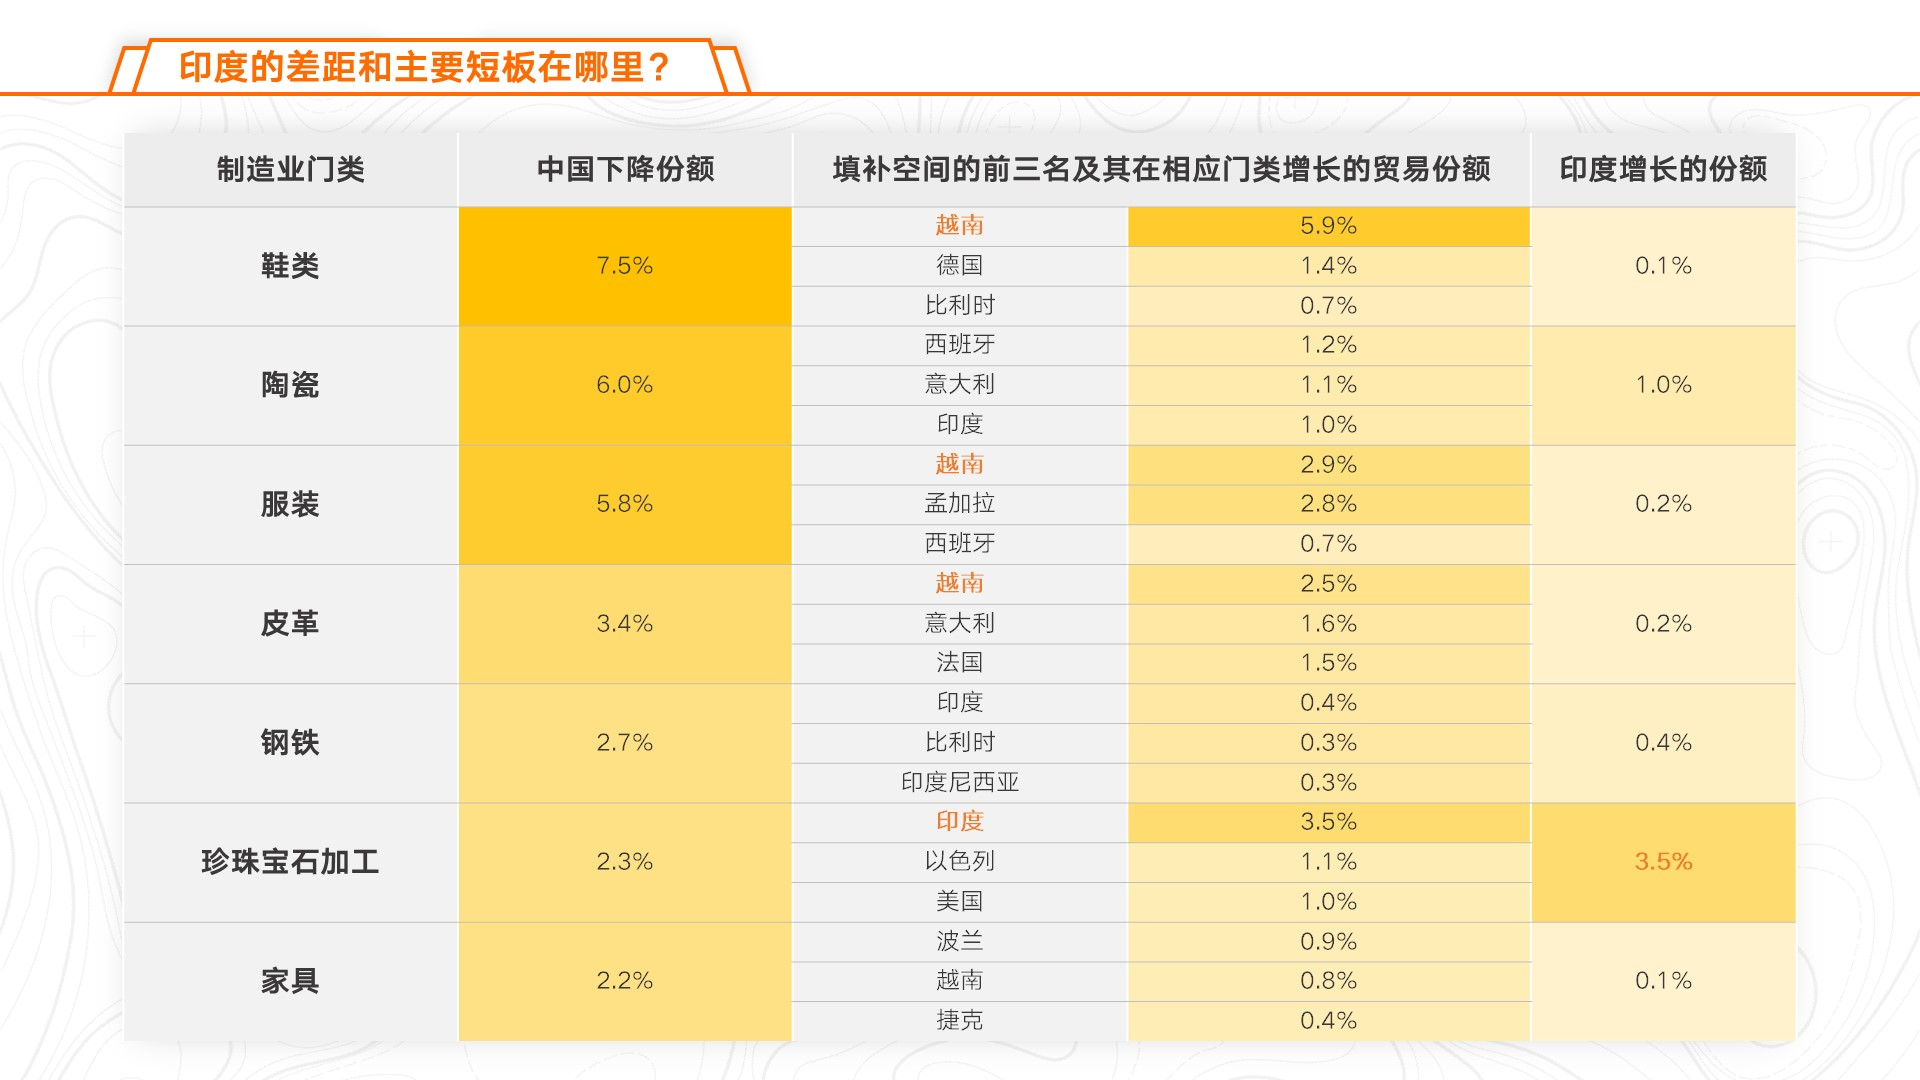 印度的差距和主要短板在哪里？
制造业门类 中国下降份额 填补空间的前三名及其在相应门类增长的贸易份额 印度增长的份额
鞋类 7.5% 越南 5.9% 0.1%
德国 1.4%
比利时 0.7%
陶瓷 6.0% 西班牙 1.2% 1.0%
意大利 1.1%
印度 1.0%
服装 5.8% 越南 2.9% 0.2%
孟加拉 2.8%
西班牙 0.7%
皮革 3.4% 越南 2.5% 0.2%
意大利 1.6%
法国 1.5%
钢铁 2.7% 印度 0.4% 0.4%
比利时 0.3%
印度尼西亚 0.3%
珍珠宝石加工 2.3% 印度 3.5% 3.5%
以色列 1.1%
美国 1.0%
家具 2.2% 波兰 0.9% 0.1%
越南 0.8%
捷克 0.4%